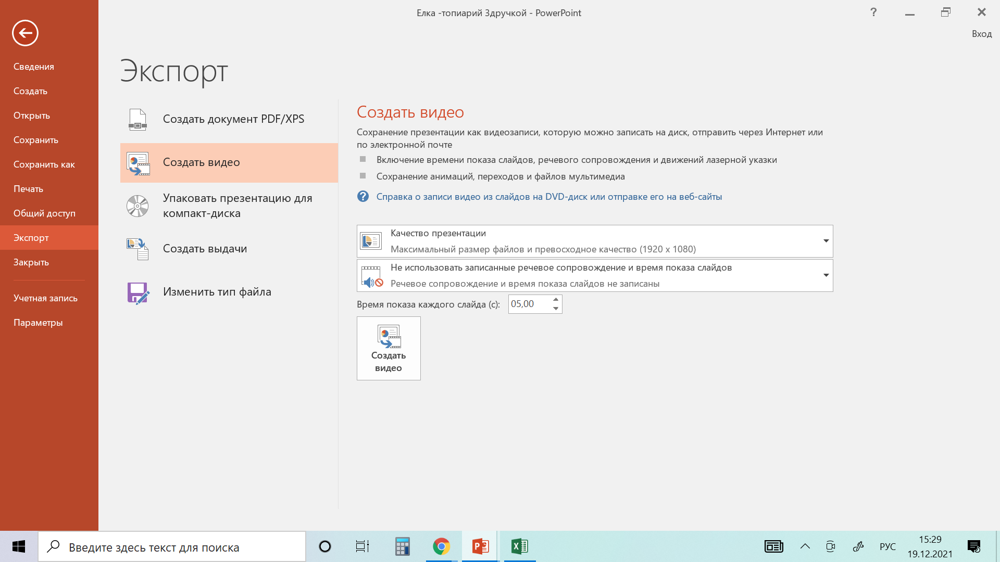 Елка -топиарий 3дручкой - PowerPoint
?
Вход
Сведения
Создать
Открыть
Сохранить
Сохранить как
Печать
Общий доступ
Экспорт
Закрыть
Учетная запись
Параметры
Экспорт
Создать документ PDF/XPS
Создать видео
Упаковать презентацию для
компакт-диска
Создать выдачи
Изменить тип файла
Создать видео
Сохранение презентации как видеозаписи, которую можно записать на диск, отправить через Интернет или
по электронной почте
Включение времени показа слайдов, речевого сопровождения и движений лазерной указки
Сохранение анимаций, переходов и файлов мультимедиа
Справка о записи видео из слайдов на DVD-диск или отправке его на веб-сайты
Качество презентации
Максимальный размер файлов и превосходное качество (1920 x 1080)
Не использовать записанные речевое сопровождение и время показа слайдов
Речевое сопровождение и время показа слайдов не записаны
Время показа каждого слайда (с): 05,00
Создать
видео
Введите здесь текст для поиска
РУС
15:29
19.12.2021